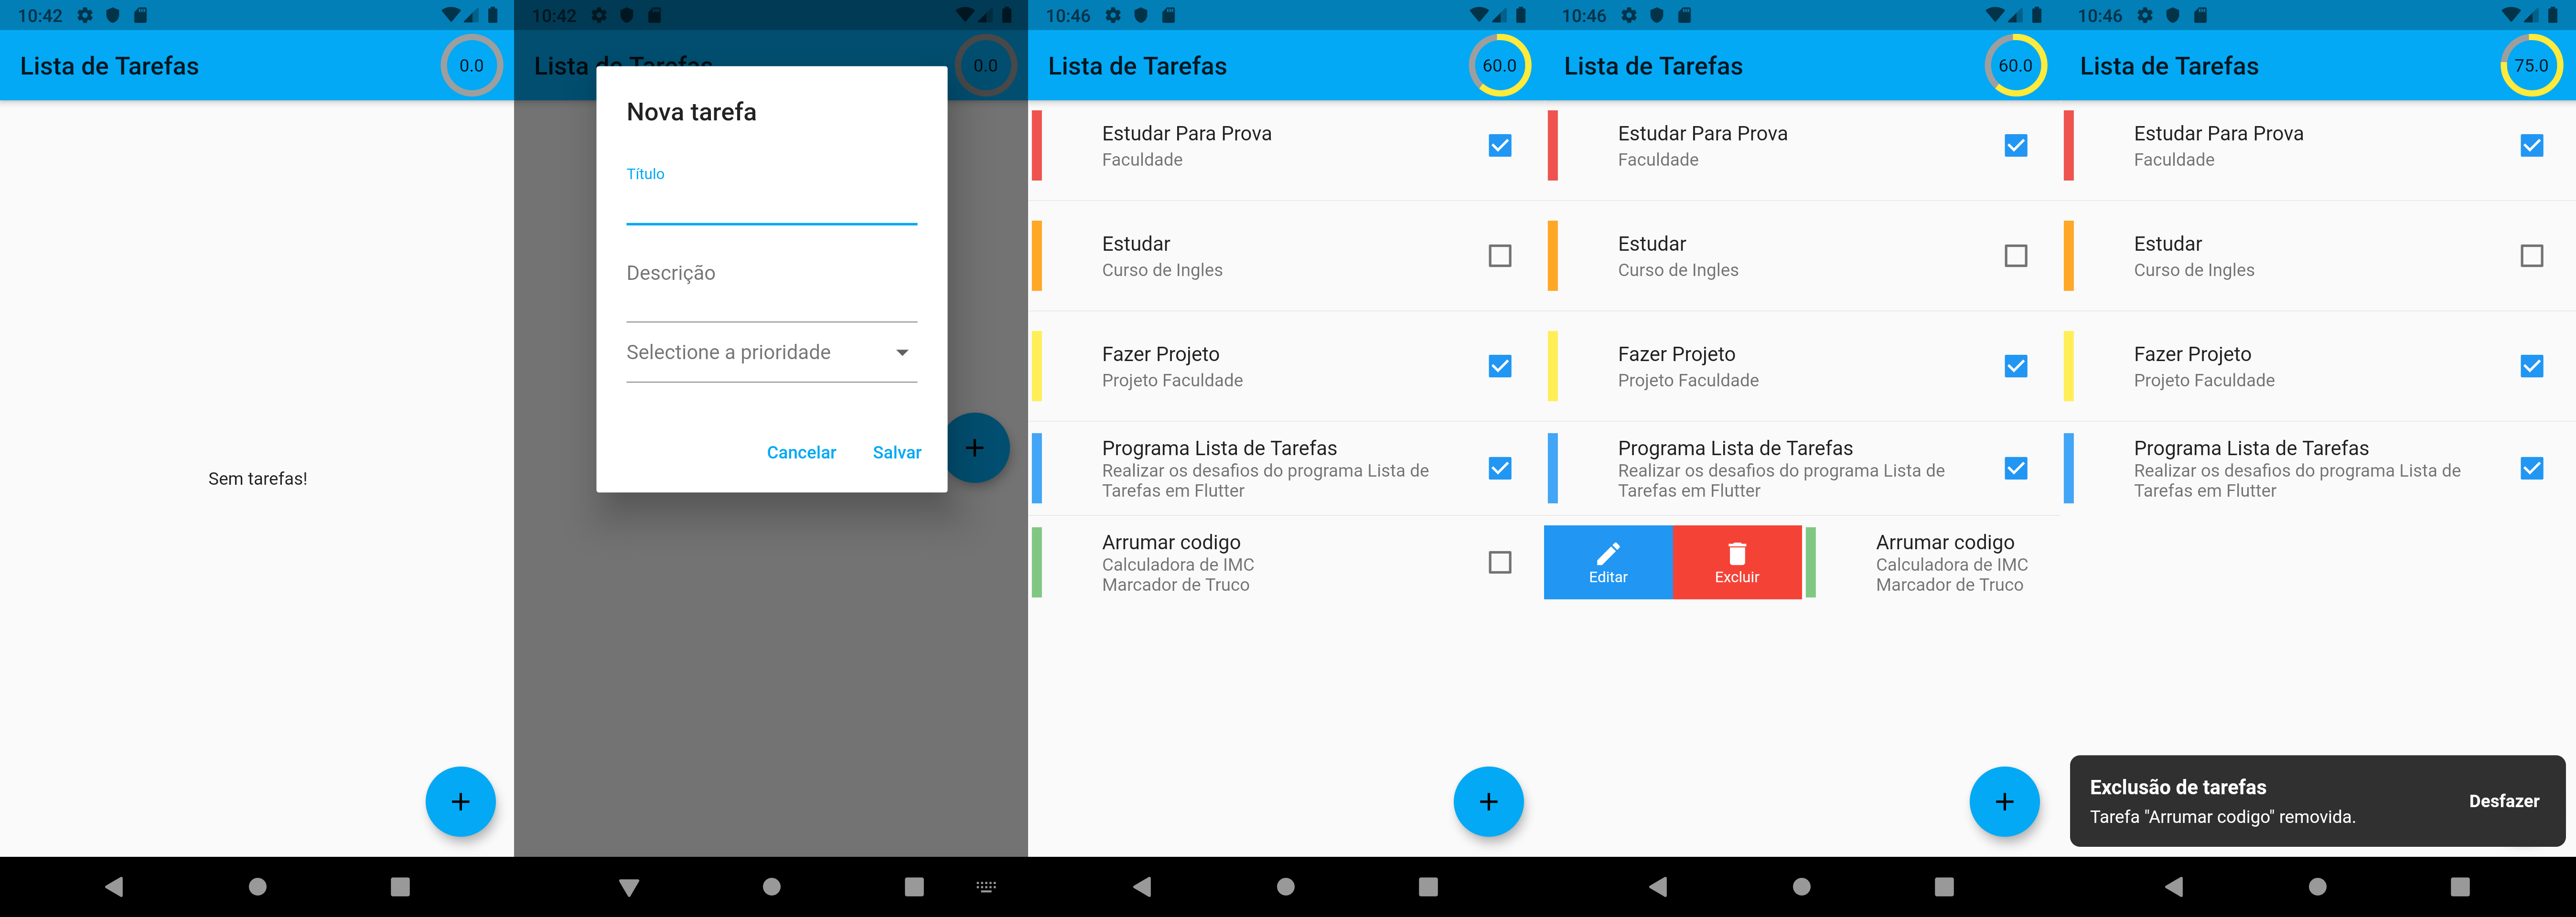 10:42
Lista de Tarefas
0.0
Sem tarefas!
10:42
Lista de Tarefas
0.0
Nova tarefa
Título
Descrição
Selectione a prioridade
Cancelar
Salvar
10:46
Lista de Tarefas
60.0
Estudar Para Prova
Faculdade
Estudar
Curso de Ingles
Fazer Projeto
Projeto Faculdade
Programa Lista de Tarefas
Realizar os desafios do programa Lista de
Tarefas em Flutter
Arrumar codigo
Calculadora de IMC
Marcador de Truco
10:46
Lista de Tarefas
60.0
Estudar Para Prova
Faculdade
Estudar
Curso de Ingles
Fazer Projeto
Projeto Faculdade
Programa Lista de Tarefas
Realizar os desafios do programa Lista de
Tarefas em Flutter
Editar
Excluir
Arrumar codigo
Calculadora de IMC
Marcador de Truco
10:46
Lista de Tarefas
75.0
Estudar Para Prova
Faculdade
Estudar
Curso de Ingles
Fazer Projeto
Projeto Faculdade
Programa Lista de Tarefas
Realizar os desafios do programa Lista de
Tarefas em Flutter
Exclusão de tarefas
Tarefa "Arrumar codigo" removida.
Desfazer